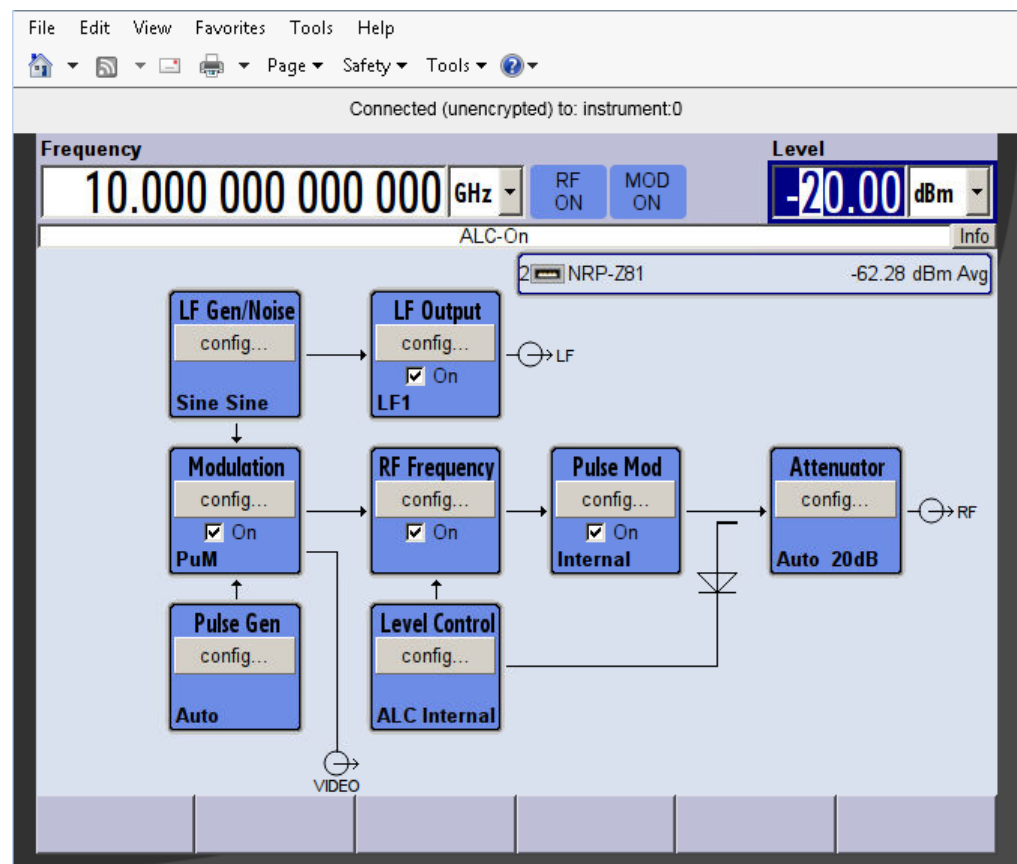 File Edit View Favorites Tools Help
Page Safety Tools
Connected (unencrypted) to: instrument:0
Frequency
Level
10.000 000 000 000 GHz
RF ON
MOD ON
-20.00 dBm
ALC-On
Info
2 NRP-Z81 -62.28 dBm Avg
LF Gen/Noise
config...
Sine Sine
LF Output
config...
On
LF1
LF
Modulation
config...
On
PuM
RF Frequency
config...
On
Pulse Mod
config...
On
Internal
Attenuator
config...
Auto 20dB
RF
Pulse Gen
config...
Auto
Level Control
config...
ALC Internal
VIDEO